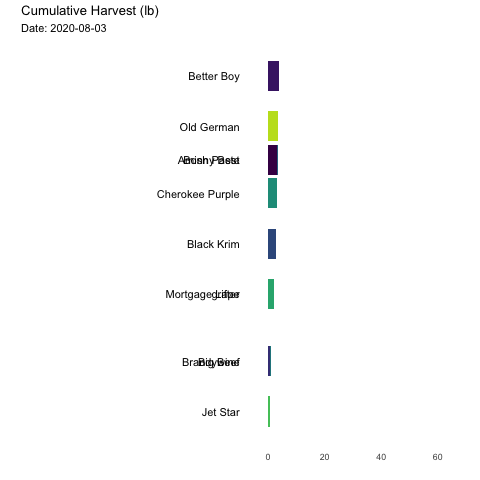 Cumulative Harvest (lb)
Date: 2020-08-03
Better Boy
Old German
Cherokee Purple
Black Krim
Mortgage
Jet Star
0 20 40 60